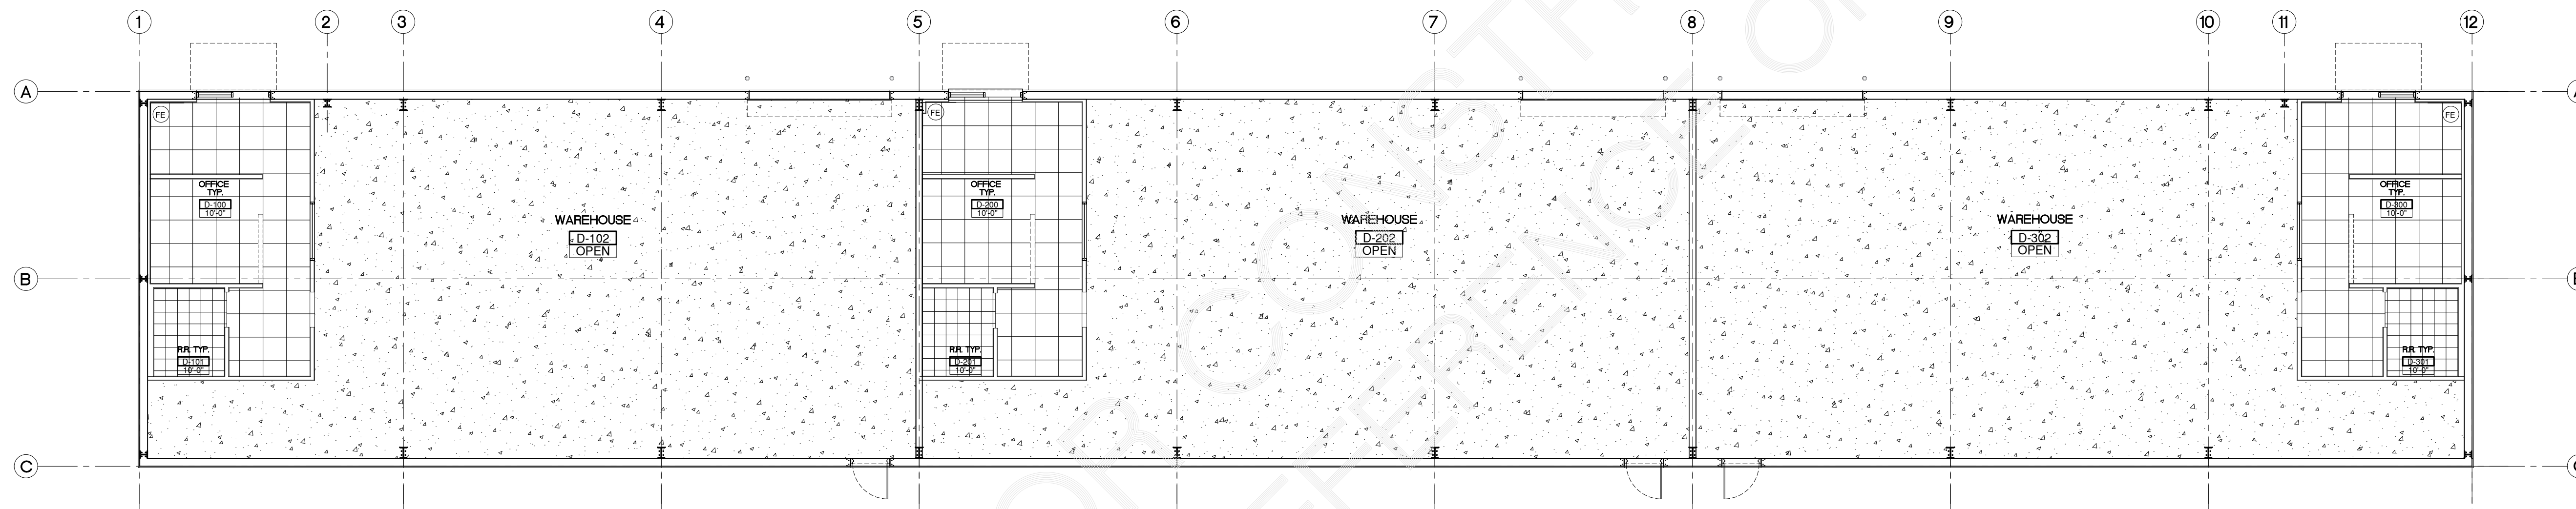 1 2 3 4 5 6 7 8 9 10 11 12
A
FE
FE
FE
OFFICE
TYP.
D-100
10'-0"
OFFICE
TYP.
D-200
10'-0"
OFFICE
TYP.
D-300
10'-0"
WAREHOUSE
D-102
OPEN
WAREHOUSE
D-202
OPEN
WAREHOUSE
D-302
OPEN
B
R.R. TYP.
D-101
10'-0"
R.R. TYP.
D-201
10'-0"
R.R. TYP.
D-301
10'-0"
C